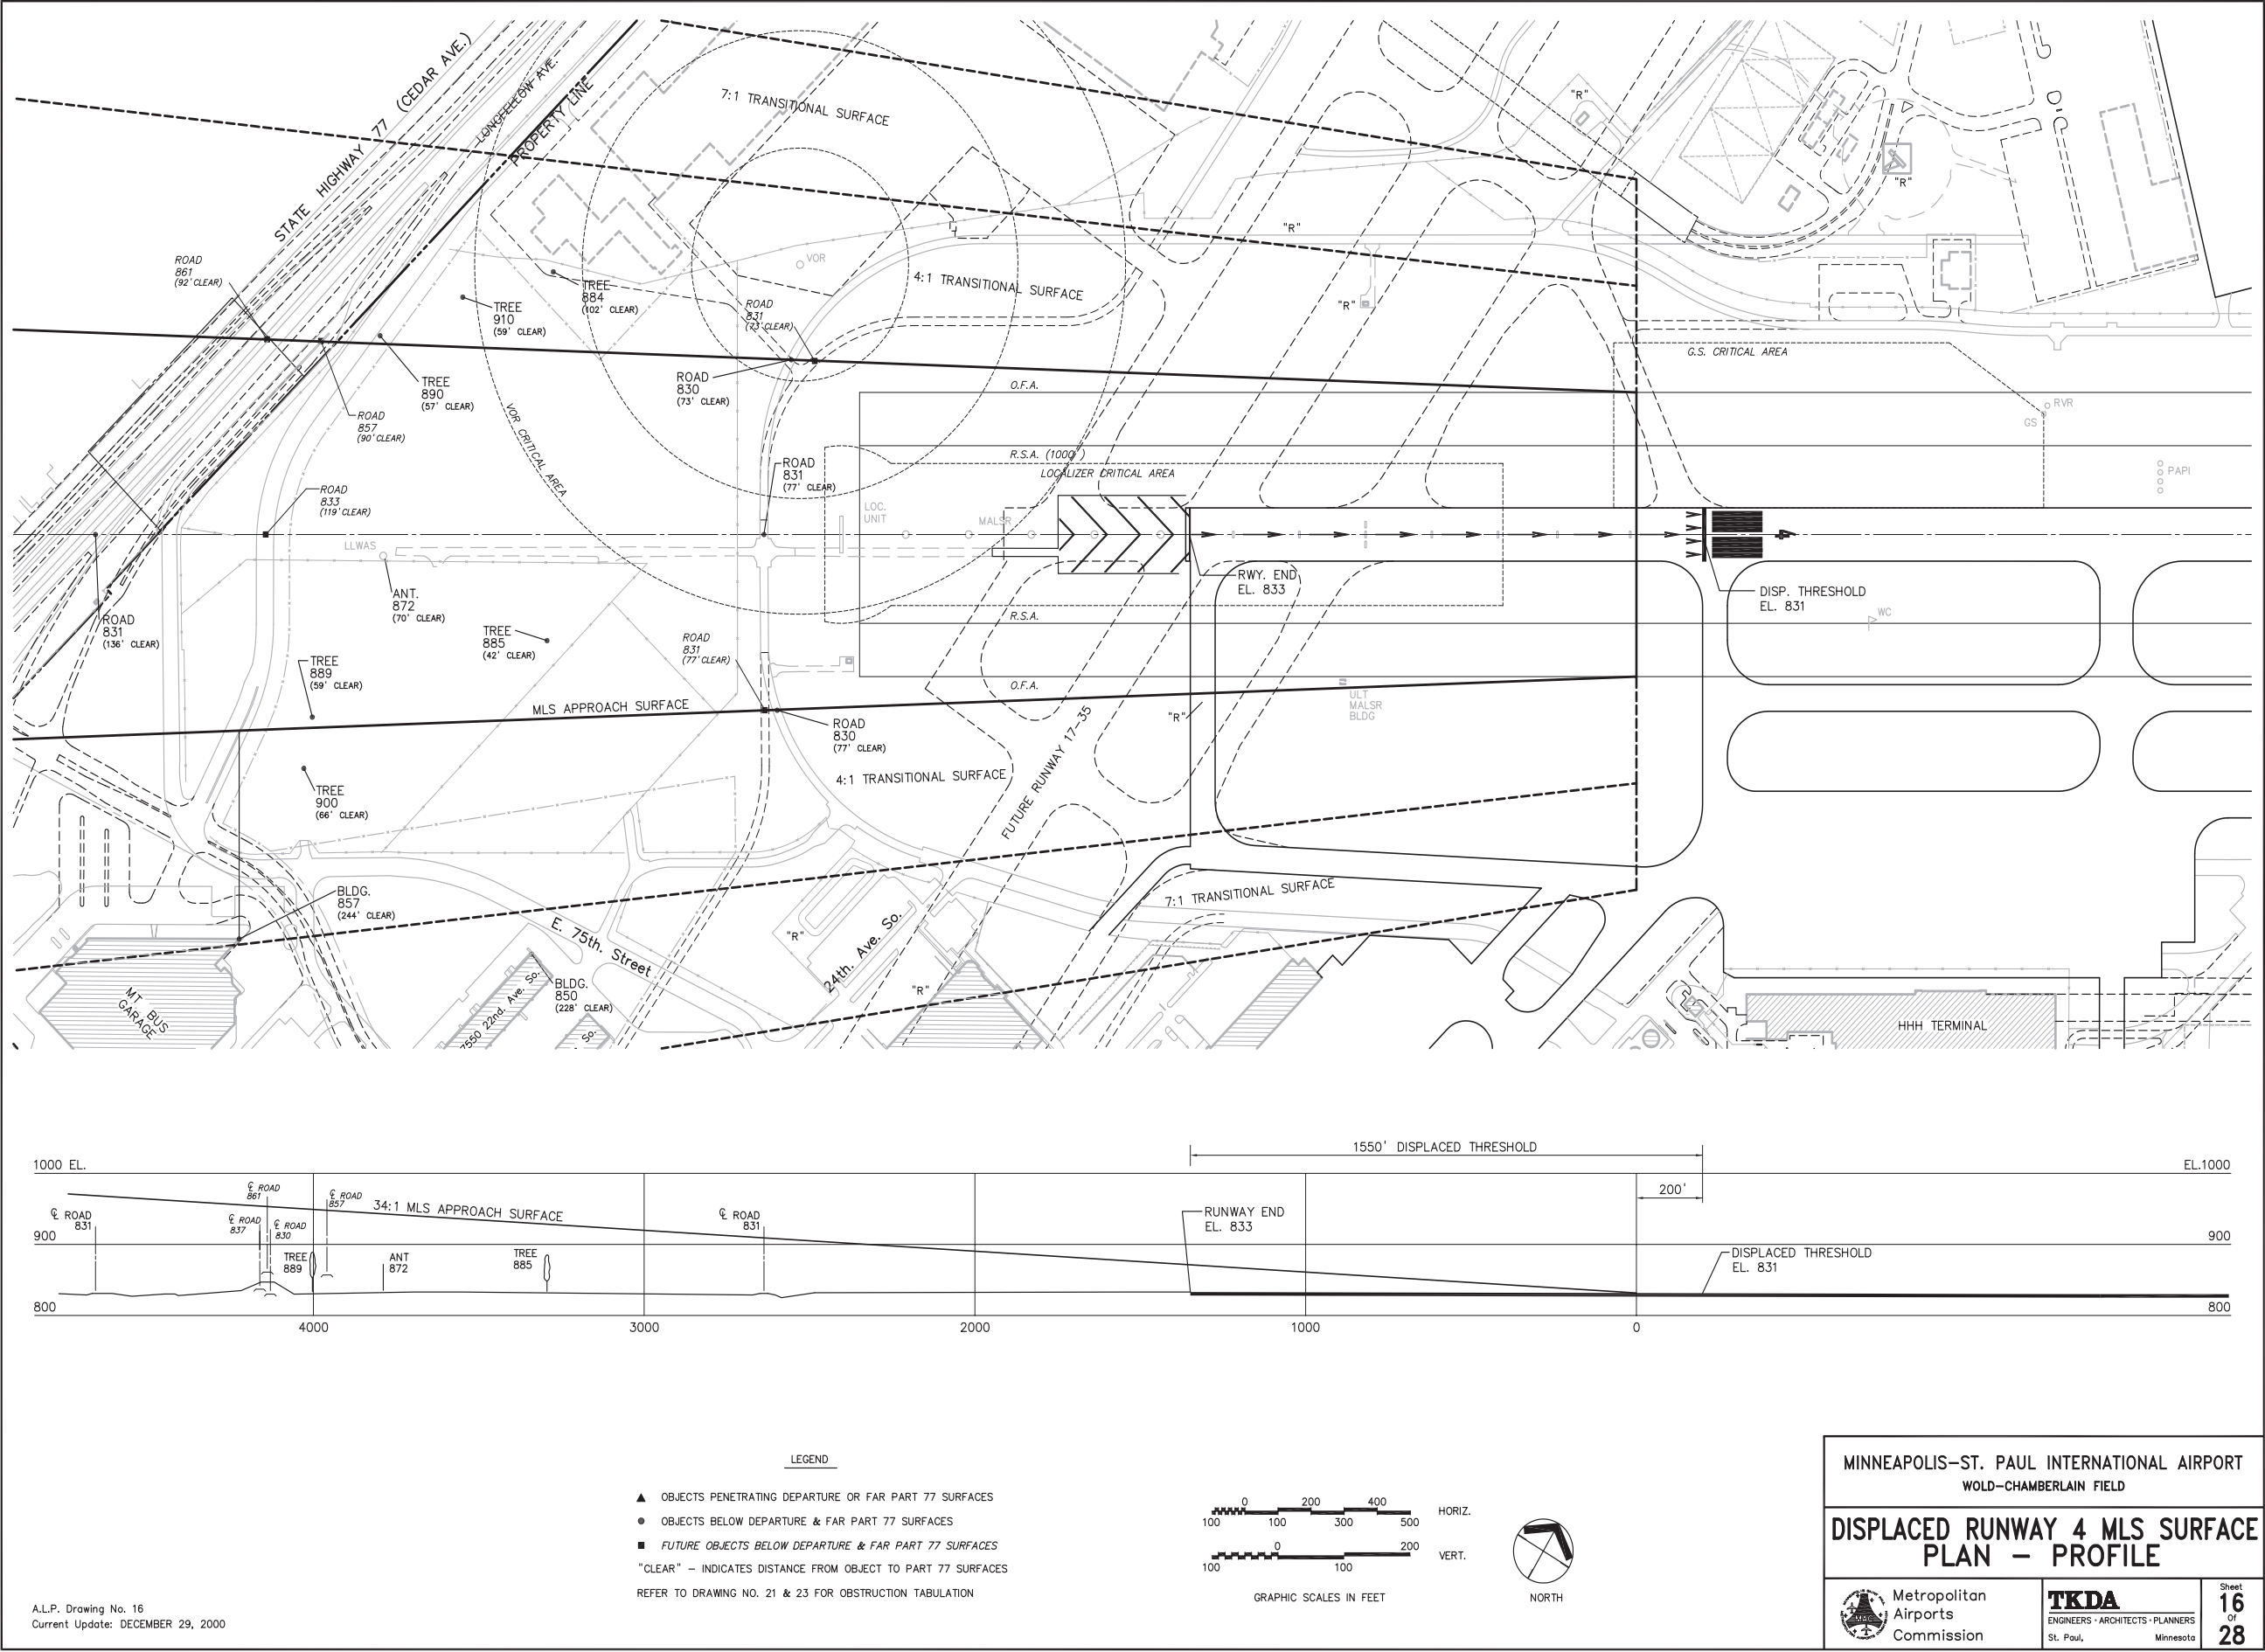 STATE HIGHWAY 77 (CEDAR AVE.)
LONGFELLOW AVE.
PROPERTY LINE
7:1 TRANSITIONAL SURFACE
"R"
"R"
"R"
"R"
ROAD
861
(92' CLEAR)
TREE
884
(102' CLEAR)
TREE
910
(59' CLEAR)
VOR
4:1 TRANSITIONAL SURFACE
ROAD
831
(73' CLEAR)
TREE
890
(57' CLEAR)
ROAD
857
(90' CLEAR)
ROAD
830
(73' CLEAR)
O.F.A.
G.S. CRITICAL AREA
RVR
GS
VOR CRITICAL AREA
R.S.A. (1000')
LOCALIZER CRITICAL AREA
PAPI
ROAD
831
(77' CLEAR)
ROAD
833
(119' CLEAR)
LOC.
UNIT
MALSR
LLWAS
4
RWY. END
EL. 833
DISP. THRESHOLD
EL. 831
ANT.
872
(70' CLEAR)
WC
ROAD
831
(136' CLEAR)
TREE
885
(42' CLEAR)
R.S.A.
ROAD
831
(77' CLEAR)
TREE
889
(59' CLEAR)
O.F.A.
ULT
MALSR
BLDG
MLS APPROACH SURFACE
"R"
ROAD
830
(77' CLEAR)
FUTURE RUNWAY 17-35
4:1 TRANSITIONAL SURFACE
TREE
900
(66' CLEAR)
7:1 TRANSITIONAL SURFACE
BLDG.
857
(244' CLEAR)
E. 75th. Street
24th. Ave. So.
"R"
"R"
BLDG.
850
(228' CLEAR)
7550 22nd. Ave. So.
So.
MT BUS
GARAGE
HHH TERMINAL
1550' DISPLACED THRESHOLD
1000 EL.
EL.1000
200'
℄ ROAD
861
℄ ROAD
857
34:1 MLS APPROACH SURFACE
℄ ROAD
831
℄ ROAD
837
℄ ROAD
830
℄ ROAD
831
RUNWAY END
EL. 833
900
900
TREE
889
ANT
872
TREE
885
DISPLACED THRESHOLD
EL. 831
800
800
4000 3000 2000 1000 0
LEGEND
OBJECTS PENETRATING DEPARTURE OR FAR PART 77 SURFACES
OBJECTS BELOW DEPARTURE & FAR PART 77 SURFACES
FUTURE OBJECTS BELOW DEPARTURE & FAR PART 77 SURFACES
"CLEAR" - INDICATES DISTANCE FROM OBJECT TO PART 77 SURFACES
REFER TO DRAWING NO. 21 & 23 FOR OBSTRUCTION TABULATION
0 200 400
HORIZ.
100 100 300 500
0 200
VERT.
100 100
GRAPHIC SCALES IN FEET
NORTH
A.L.P. Drawing No. 16
Current Update: DECEMBER 29, 2000
MINNEAPOLIS-ST. PAUL INTERNATIONAL AIRPORT
WOLD-CHAMBERLAIN FIELD
DISPLACED RUNWAY 4 MLS SURFACE
PLAN - PROFILE
Metropolitan
Airports
Commission
TKDA
ENGINEERS • ARCHITECTS • PLANNERS
St. Paul, Minnesota
Sheet
16
Of
28